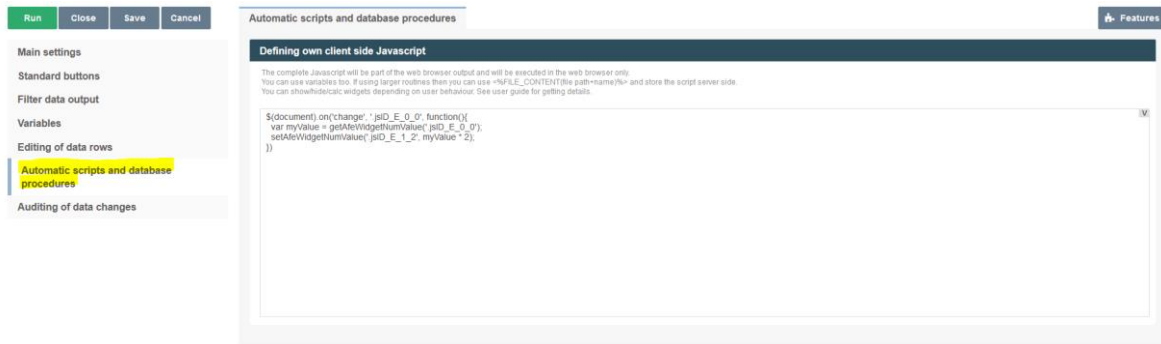 Run Close Save Cancel
Main settings
Standard buttons
Filter data output
Variables
Editing of data rows
Automatic scripts and database
procedures
Auditing of data changes
Automatic scripts and database procedures
Features
Defining own client side Javascript
The complete Javascript will be part of the web browser output and will be executed in the web browser only.
You can use variables too. If using larger routines then you can use <%FILE_CONTENT(file path+name)%> and store the script server side.
You can show/hide/calc widgets depending on user behaviour. See user guide for getting details.
$(document).on('change', '.jsID_E_0_0', function(){
var myValue = getAfeWidgetNumValue('.jsID_E_0_0');
setAfeWidgetNumValue('.jsID_E_1_2', myValue * 2);
})
V